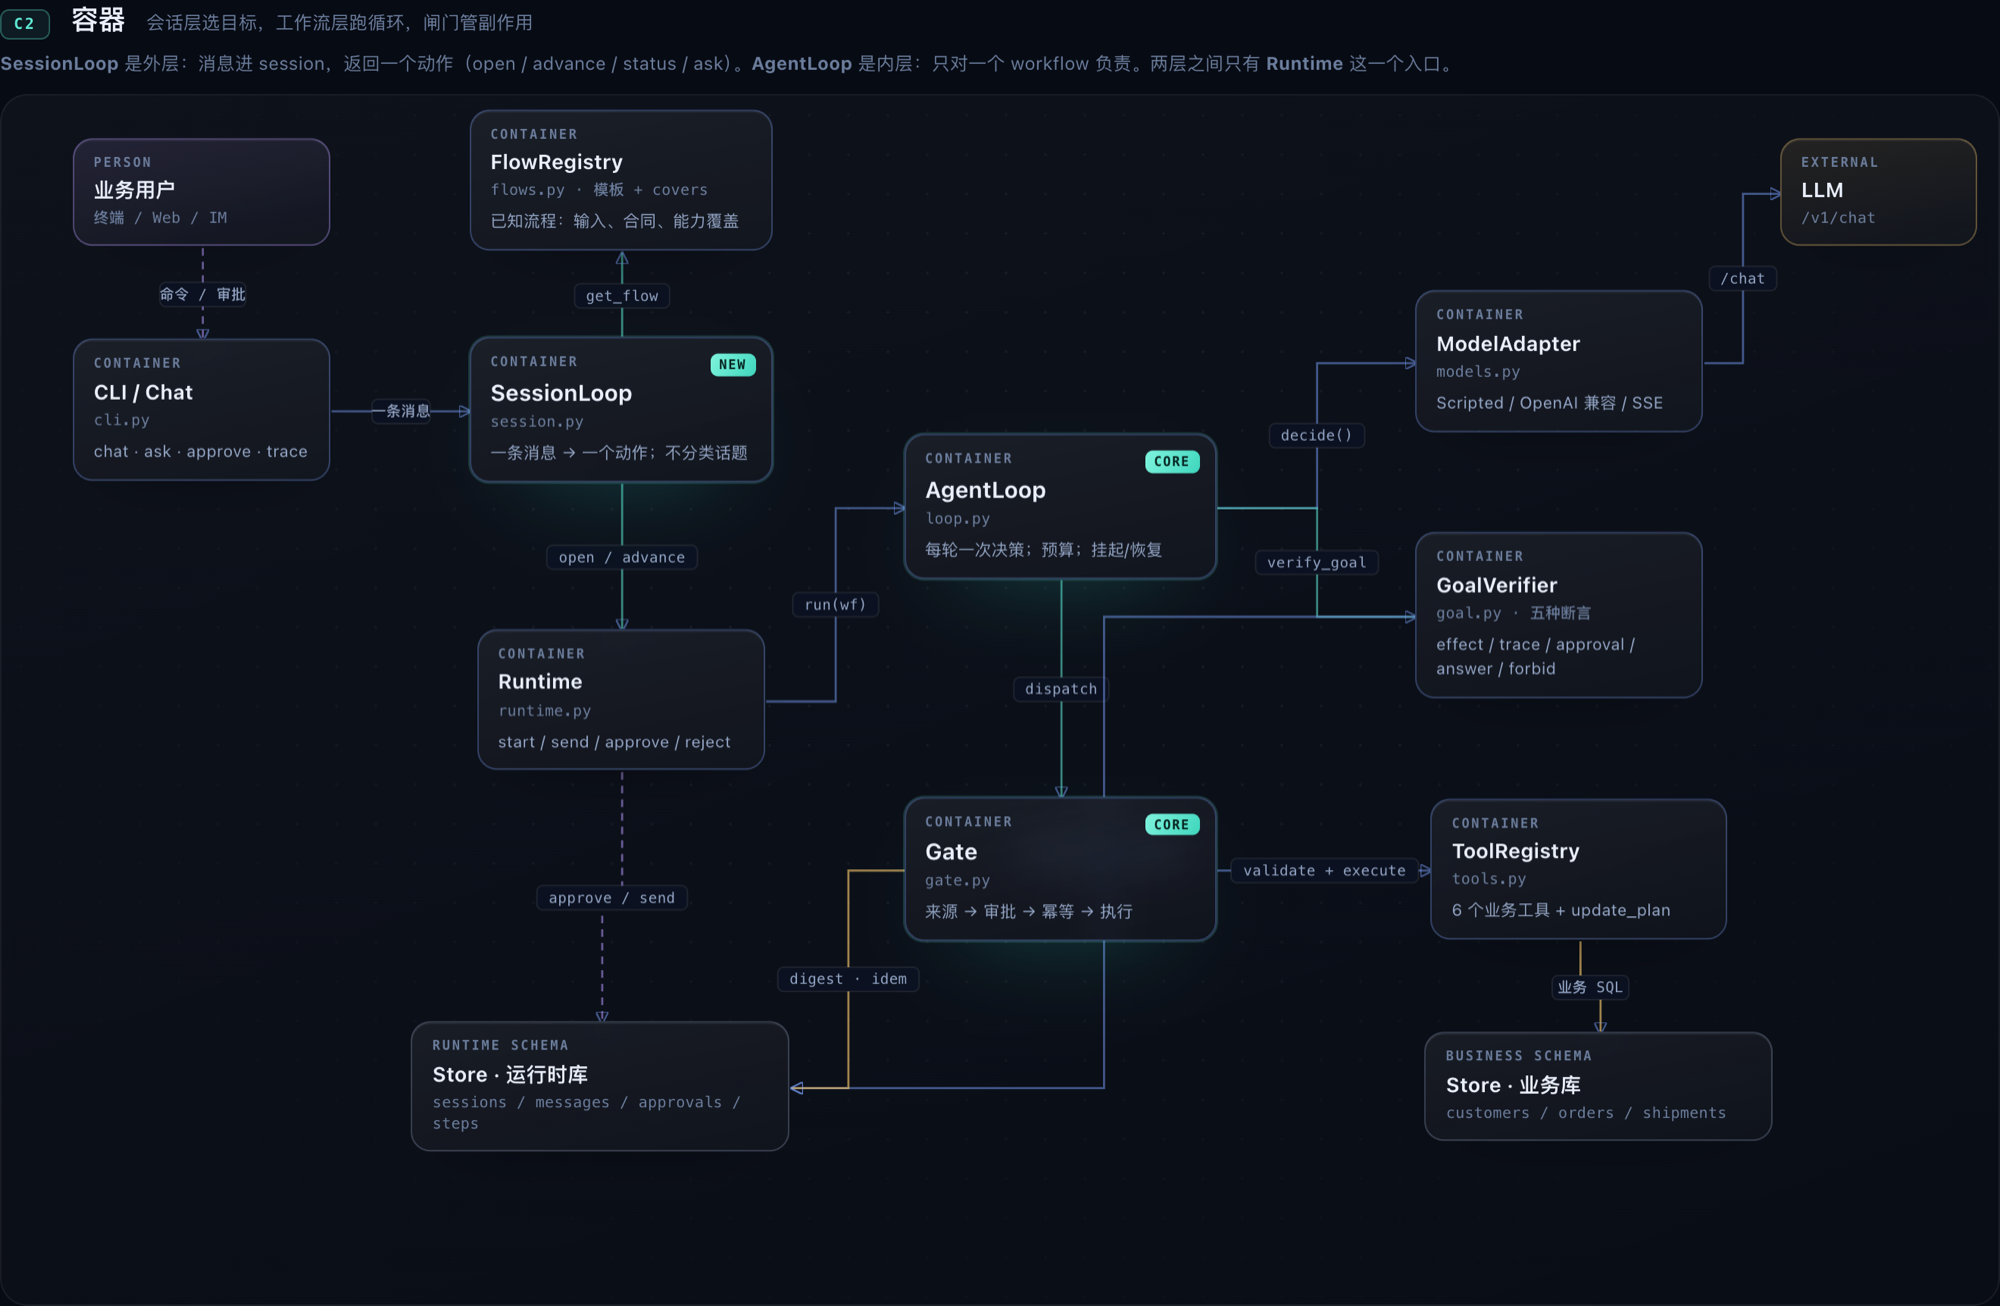 C2 容器 会话层选目标，工作流层跑循环，闸门管副作用
SessionLoop 是外层：消息进 session，返回一个动作（open / advance / status / ask）。AgentLoop 是内层：只对一个 workflow 负责。两层之间只有 Runtime 这一个入口。
PERSON
业务用户
终端 / Web / IM
命令 / 审批
CONTAINER
CLI / Chat
cli.py
chat · ask · approve · trace
一条消息
CONTAINER
FlowRegistry
flows.py · 模板 + covers
已知流程：输入、合同、能力覆盖
get_flow
CONTAINER
NEW
SessionLoop
session.py
一条消息 → 一个动作；不分类话题
open / advance
CONTAINER
Runtime
runtime.py
start / send / approve / reject
run(wf)
approve / send
RUNTIME SCHEMA
Store · 运行时库
sessions / messages / approvals /
steps
CONTAINER
CORE
AgentLoop
loop.py
每轮一次决策；预算；挂起/恢复
dispatch
CONTAINER
CORE
Gate
gate.py
来源 → 审批 → 幂等 → 执行
digest · idem
decide()
verify_goal
validate + execute
CONTAINER
ModelAdapter
models.py
Scripted / OpenAI 兼容 / SSE
/chat
EXTERNAL
LLM
/v1/chat
CONTAINER
GoalVerifier
goal.py · 五种断言
effect / trace / approval /
answer / forbid
CONTAINER
ToolRegistry
tools.py
6 个业务工具 + update_plan
业务 SQL
BUSINESS SCHEMA
Store · 业务库
customers / orders / shipments